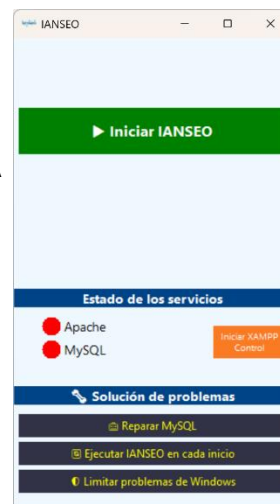 IANSEO
▶ Iniciar IANSEO
Estado de los servicios
Apache
MySQL
Iniciar XAMPP
Control
Solución de problemas
Reparar MySQL
Ejecutar IANSEO en cada inicio
Limitar problemas de Windows